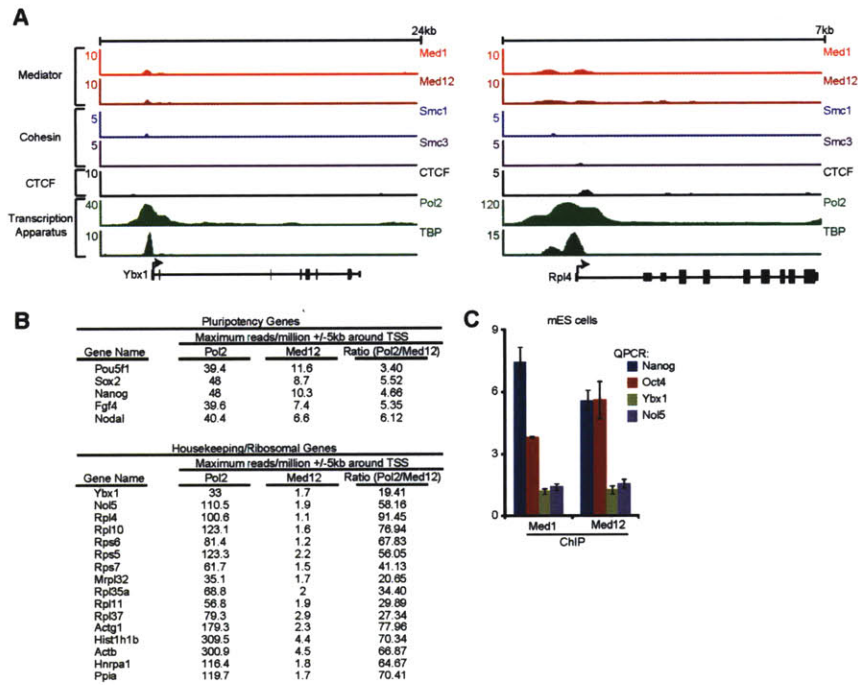 A
24kb
7kb
Mediator
10
Med1
10
Med1
10
Med12
10
Med12
Cohesin
5
Smc1
5
Smc1
5
Smc3
5
Smc3
CTCF
10
CTCF
5
CTCF
Transcription
Apparatus
40
Pol2
120
Pol2
10
TBP
15
TBP
Ybx1
Rpl4
B
Pluripotency Genes
Maximum reads/million +/-5kb around TSS
Gene Name Pol2 Med12 Ratio (Pol2/Med12)
Pou5f1 39.4 11.6 3.40
Sox2 48 8.7 5.52
Nanog 48 10.3 4.66
Fgf4 39.6 7.4 5.35
Nodal 40.4 6.6 6.12
Housekeeping/Ribosomal Genes
Maximum reads/million +/-5kb around TSS
Gene Name Pol2 Med12 Ratio (Pol2/Med12)
Ybx1 33 1.7 19.41
Nol5 110.5 1.9 58.16
Rpl4 100.6 1.1 91.45
Rpl10 123.1 1.6 76.94
Rps6 81.4 1.2 67.83
Rps5 123.3 2.2 56.05
Rps7 61.7 1.5 41.13
Mrpl32 35.1 1.7 20.65
Rpl35a 68.8 2 34.40
Rpl11 56.8 1.9 29.89
Rpl37 79.3 2.9 27.34
Actg1 179.3 2.3 77.96
Hist1h1b 309.5 4.4 70.34
Actb 300.9 4.5 66.87
Hnrpa1 116.4 1.8 64.67
Ppia 119.7 1.7 70.41
C
mES cells
QPCR:
Nanog
Oct4
Ybx1
Nol5
9
6
3
0
Med1 Med12
ChIP